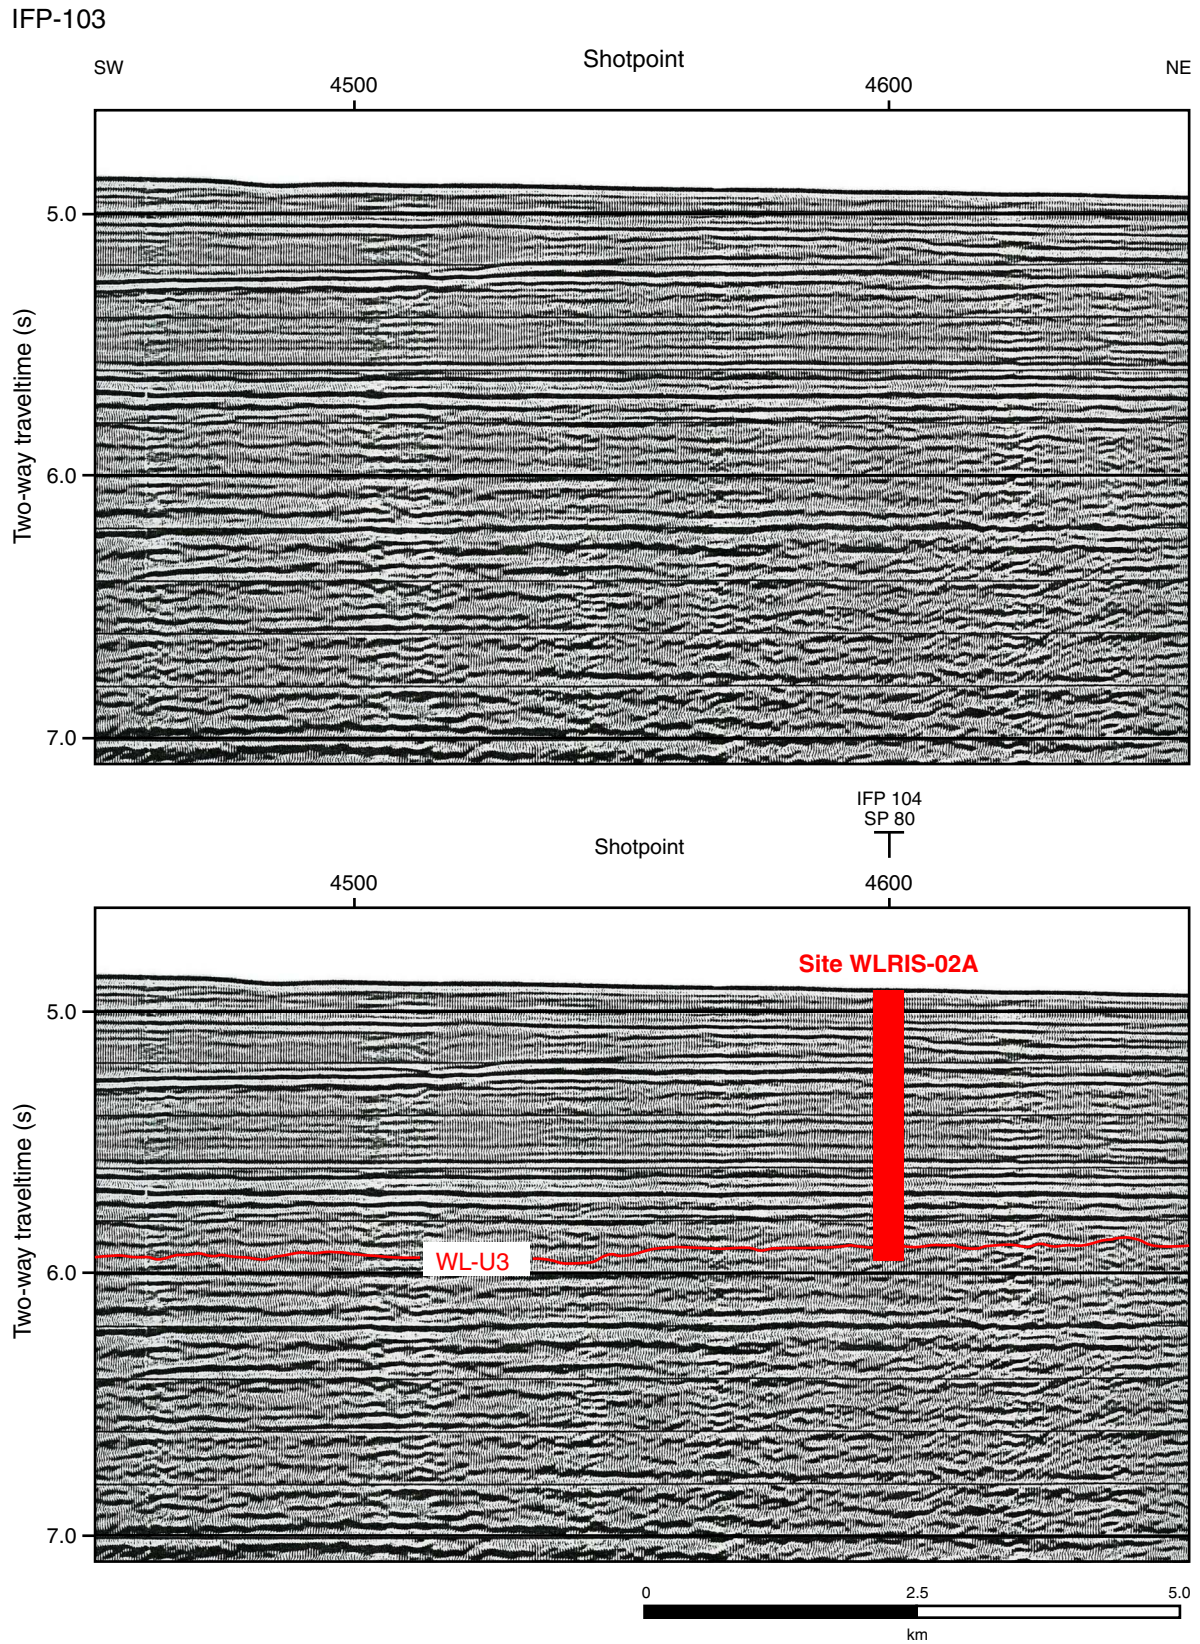 IFP-103
Shotpoint
SW
NE
4500
4600
5.0
6.0
7.0
Two-way traveltime (s)
IFP 104
SP 80
Shotpoint
4500
4600
Site WLRIS-02A
5.0
WL-U3
6.0
7.0
Two-way traveltime (s)
0
2.5
5.0
km